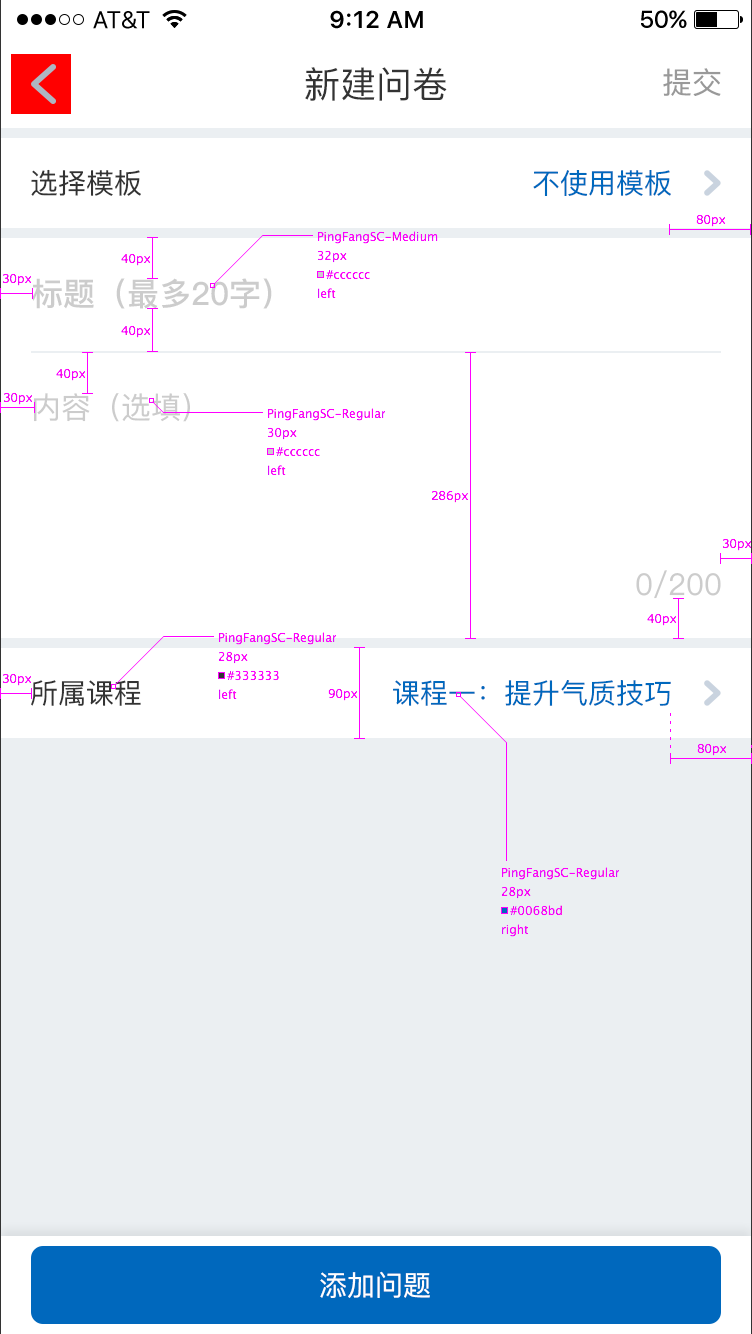 AT&T 9:12 AM 50%
新建问卷 提交
选择模板 不使用模板
80px
PingFangSC-Medium
32px
#cccccc
left
40px
30px
标题（最多20字）
40px
40px
30px
内容（选填）
PingFangSC-Regular
30px
#cccccc
left
286px
30px
0/200
40px
PingFangSC-Regular
28px
#333333
left
30px
所属课程
90px
课程一：提升气质技巧
80px
PingFangSC-Regular
28px
#0068bd
right
添加问题